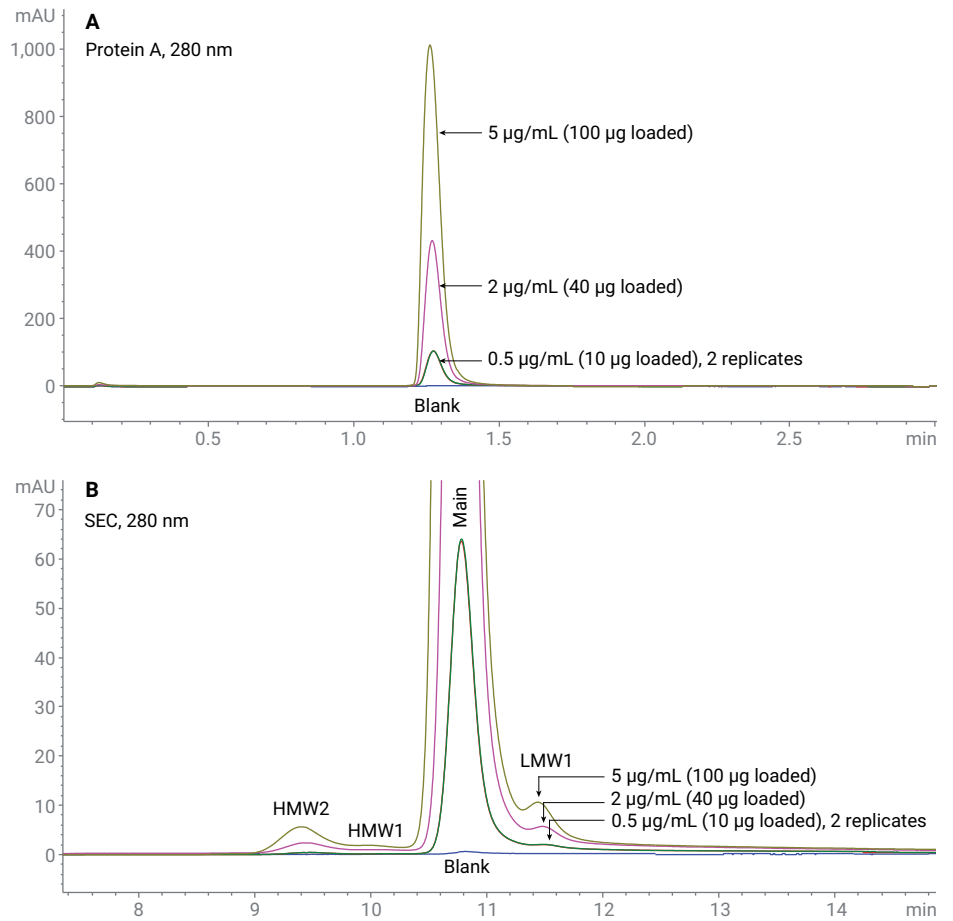 mAU
A
Protein A, 280 nm
1,000
800
600
400
200
0
5 µg/mL (100 µg loaded)
2 µg/mL (40 µg loaded)
0.5 µg/mL (10 µg loaded), 2 replicates
Blank
0.5 1.0 1.5 2.0 2.5 min
mAU
B
SEC, 280 nm
70
60
50
40
30
20
10
0
Main
HMW2
HMW1
LMW1
5 µg/mL (100 µg loaded)
2 µg/mL (40 µg loaded)
0.5 µg/mL (10 µg loaded), 2 replicates
Blank
8 9 10 11 12 13 14 min